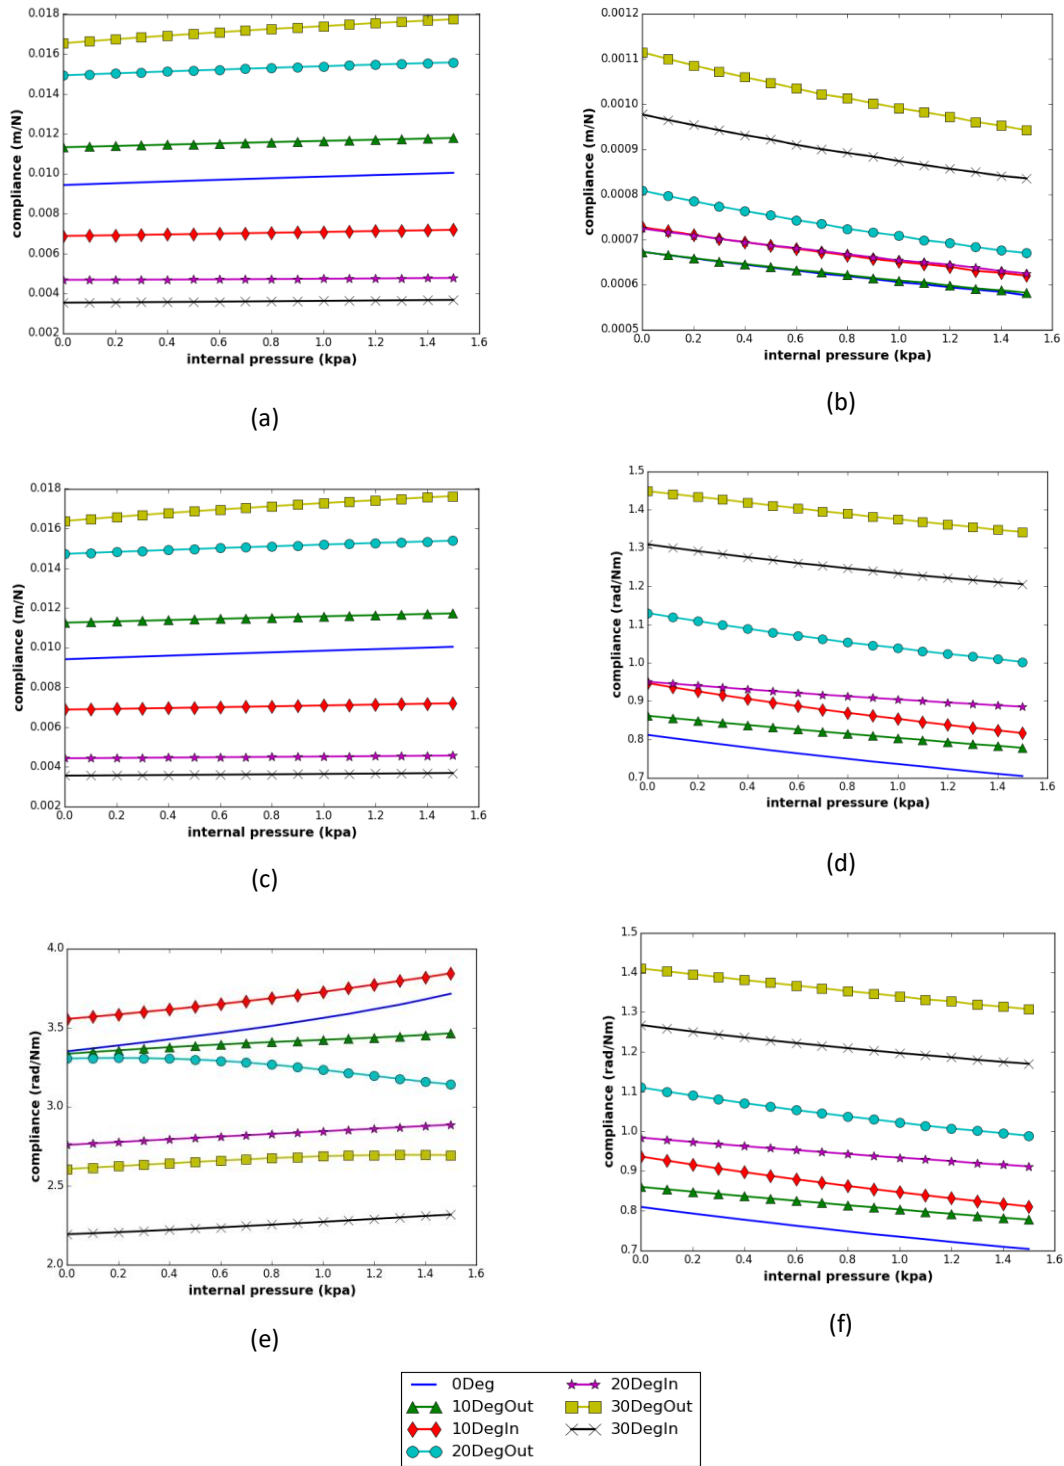 0.018
0.016
0.014
0.012
0.010
0.008
0.006
0.004
0.002
compliance (m/N)
0.0 0.2 0.4 0.6 0.8 1.0 1.2 1.4 1.6
internal pressure (kpa)
(a)
0.0012
0.0011
0.0010
0.0009
0.0008
0.0007
0.0006
0.0005
compliance (m/N)
0.0 0.2 0.4 0.6 0.8 1.0 1.2 1.4 1.6
internal pressure (kpa)
(b)
0.018
0.016
0.014
0.012
0.010
0.008
0.006
0.004
0.002
compliance (m/N)
0.0 0.2 0.4 0.6 0.8 1.0 1.2 1.4 1.6
internal pressure (kpa)
(c)
1.5
1.4
1.3
1.2
1.1
1.0
0.9
0.8
0.7
compliance (rad/Nm)
0.0 0.2 0.4 0.6 0.8 1.0 1.2 1.4 1.6
internal pressure (kpa)
(d)
4.0
3.5
3.0
2.5
2.0
compliance (rad/Nm)
0.0 0.2 0.4 0.6 0.8 1.0 1.2 1.4 1.6
internal pressure (kpa)
(e)
1.5
1.4
1.3
1.2
1.1
1.0
0.9
0.8
0.7
compliance (rad/Nm)
0.0 0.2 0.4 0.6 0.8 1.0 1.2 1.4 1.6
internal pressure (kpa)
(f)
0Deg
10DegOut
10DegIn
20DegOut
20DegIn
30DegOut
30DegIn